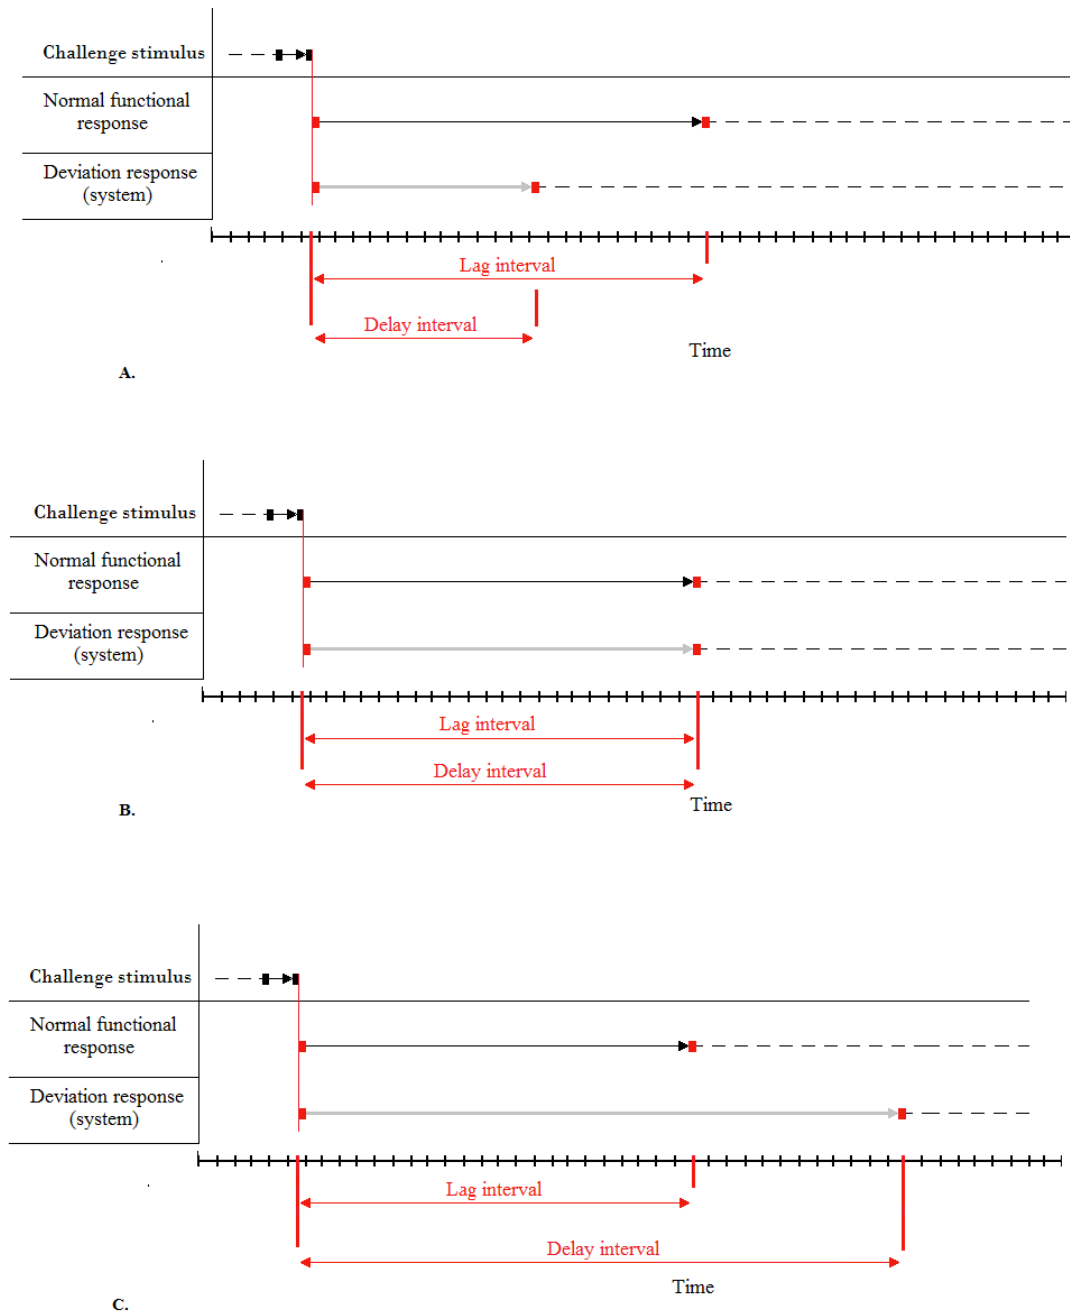 Challenge stimulus
Normal functional
response
Deviation response
(system)
Lag interval
Delay interval
Time
A.
Challenge stimulus
Normal functional
response
Deviation response
(system)
Lag interval
Delay interval
Time
B.
Challenge stimulus
Normal functional
response
Deviation response
(system)
Lag interval
Delay interval
Time
C.